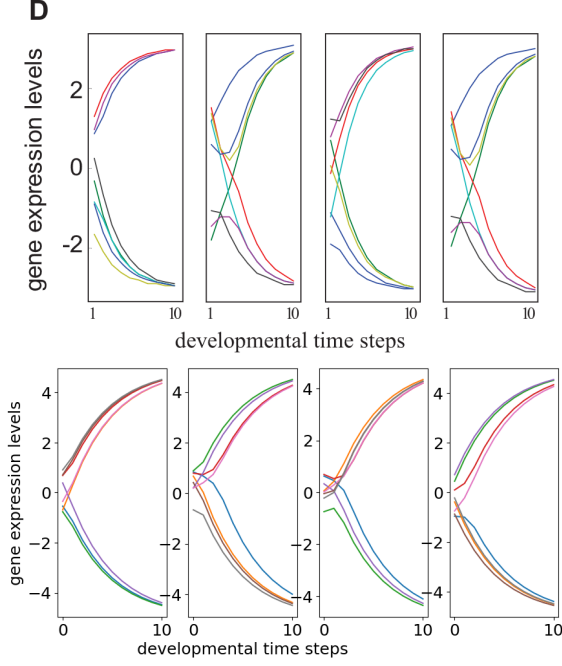 D
gene expression levels
2
0
-2
1 10 1 10 1 10 1 10
developmental time steps
gene expression levels
4 4 4 4
2 2 2 2
0 0 0 0
−2 −2 −2 −2
−4 −4 −4 −4
0 10 0 10 0 10 0 10
developmental time steps